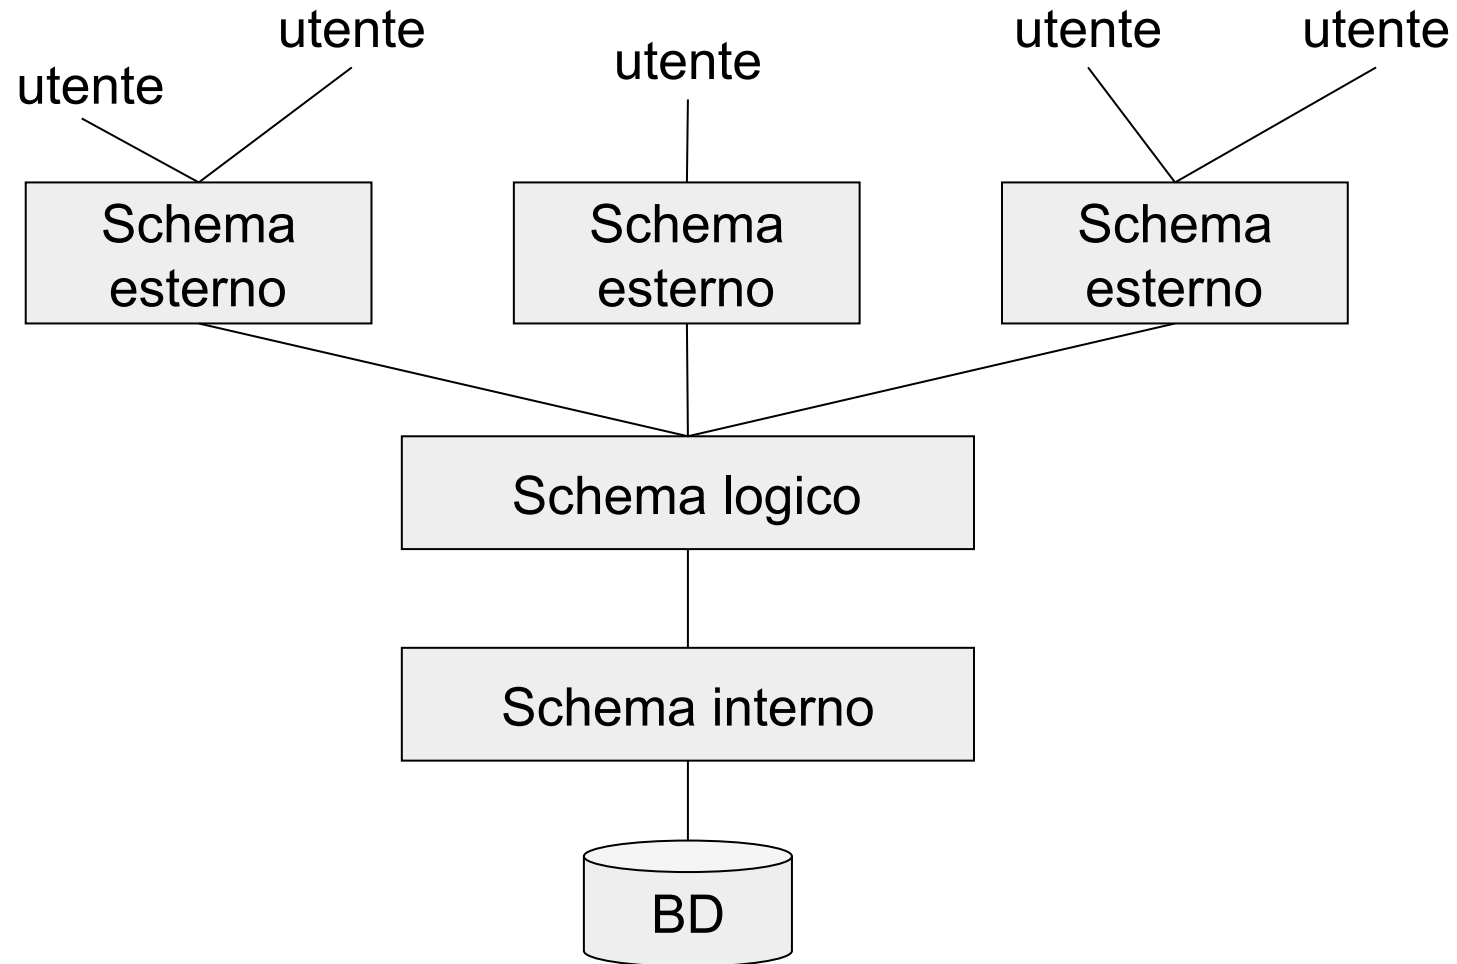 utente
utente
utente
utente
utente
Schema
esterno
Schema
esterno
Schema
esterno
Schema logico
Schema interno
BD